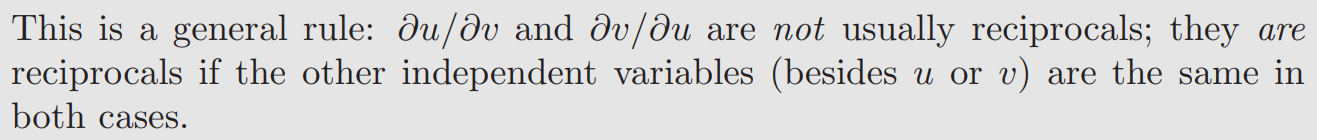 This is a general rule: ∂u/∂v and ∂v/∂u are not usually reciprocals; they are
reciprocals if the other independent variables (besides u or v) are the same in
both cases.